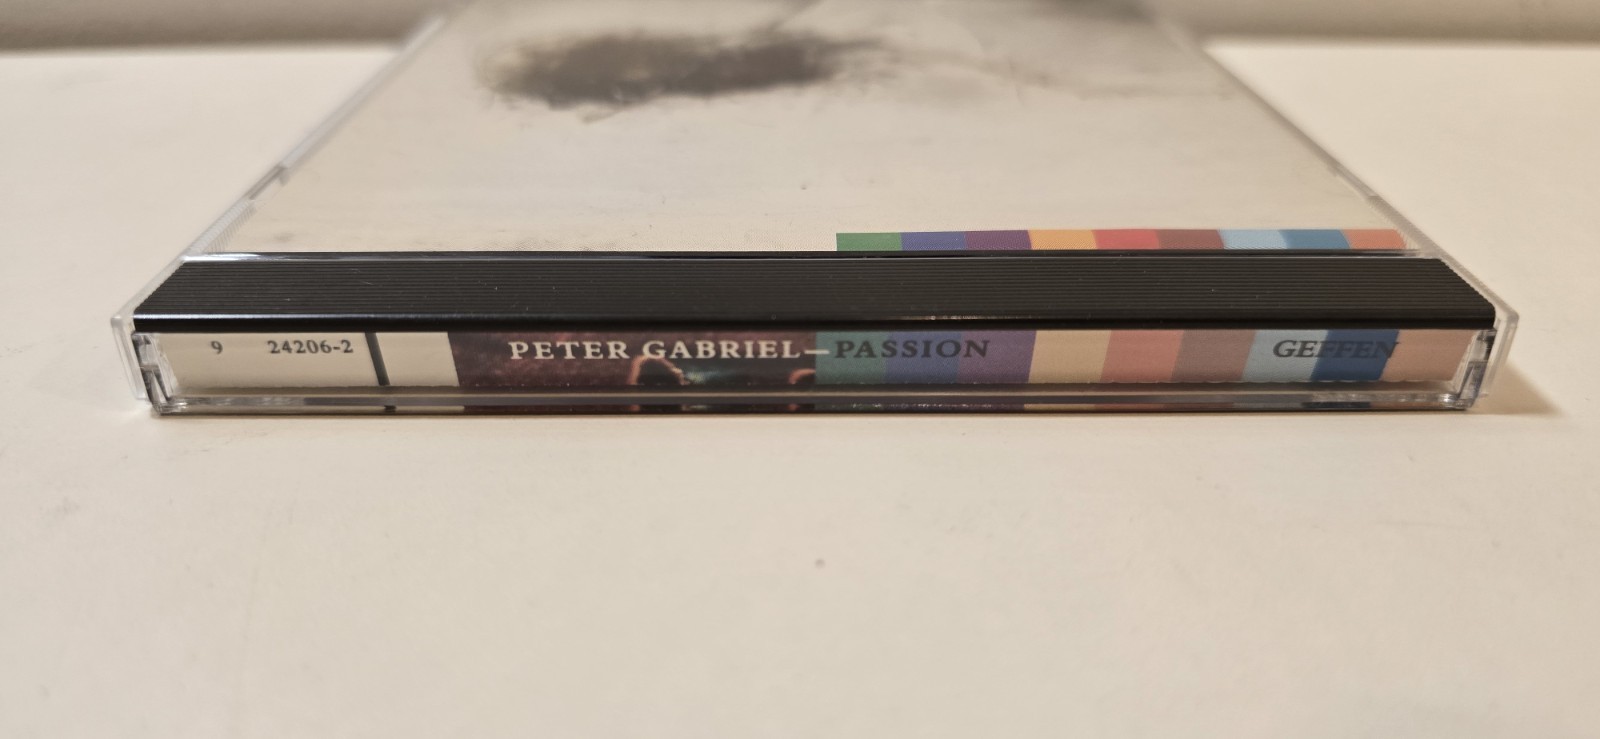 9 24206-2 PETER GABRIEL—PASSION GEFFEN